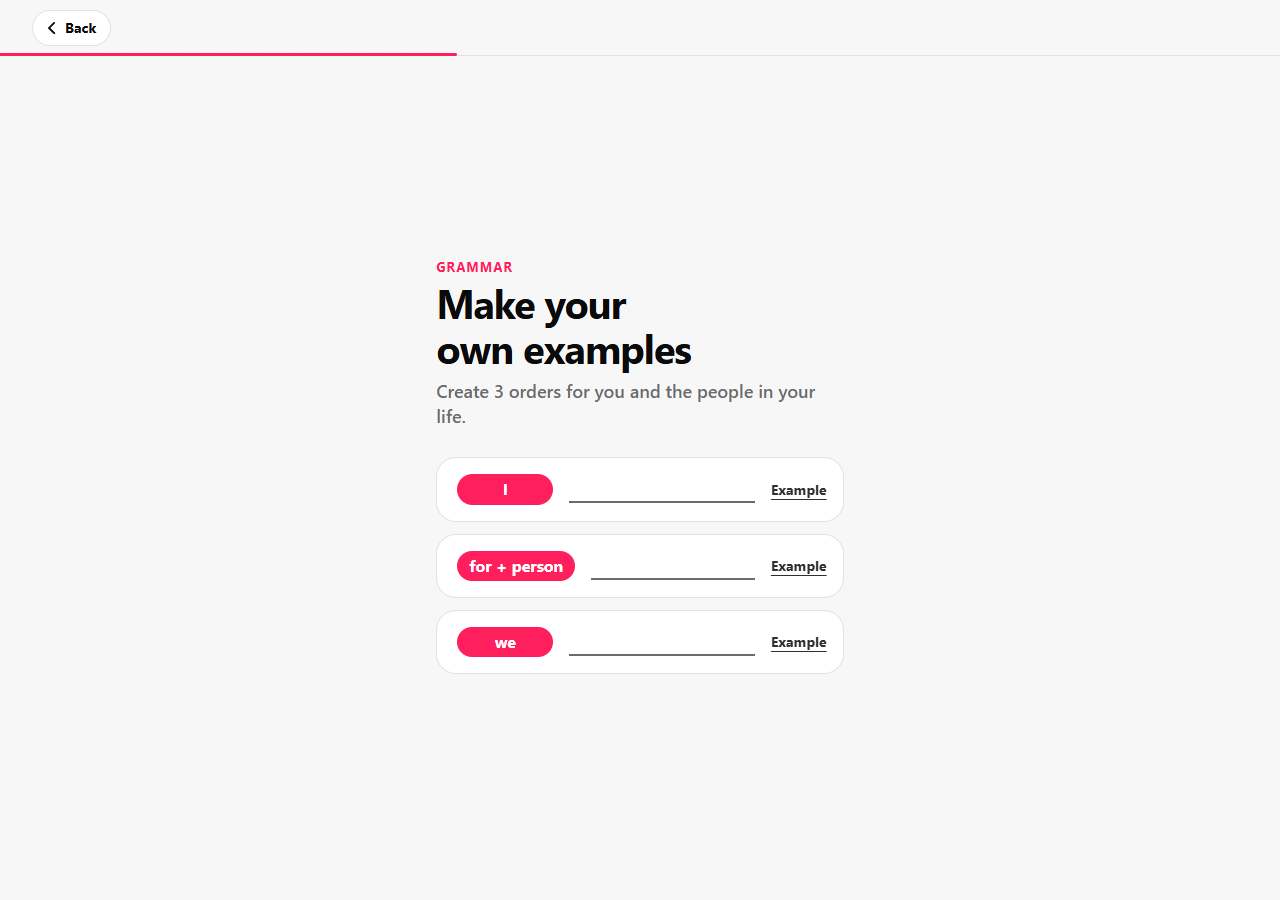 Back
GRAMMAR
Make your
own examples
Create 3 orders for you and the people in your
life.
I Example
for + person Example
we Example